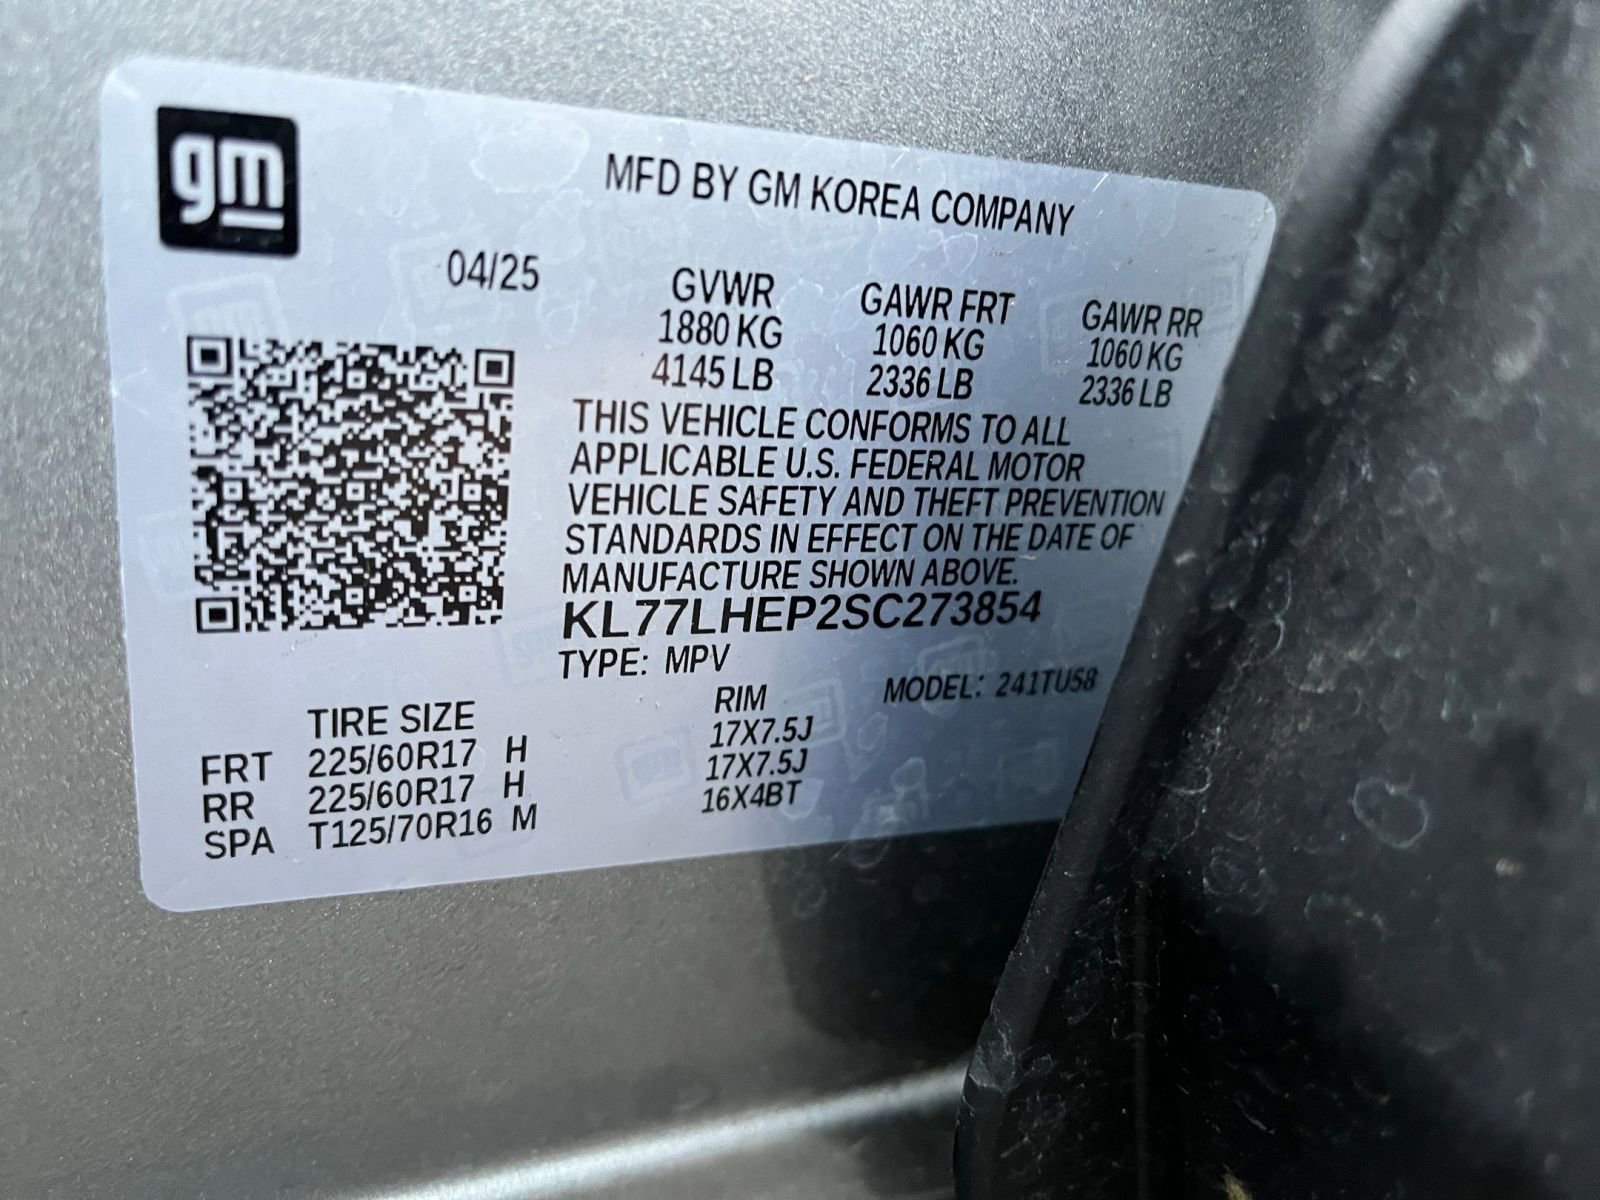 gm
MFD BY GM KOREA COMPANY
04/25
GVWR GAWR FRT GAWR RR
1880 KG 1060 KG 1060 KG
4145 LB 2336 LB 2336 LB
THIS VEHICLE CONFORMS TO ALL
APPLICABLE U.S. FEDERAL MOTOR
VEHICLE SAFETY AND THEFT PREVENTION
STANDARDS IN EFFECT ON THE DATE OF
MANUFACTURE SHOWN ABOVE.
KL77LHEP2SC273854
TYPE: MPV MODEL: 241TU58
TIRE SIZE RIM
FRT 225/60R17 H 17X7.5J
RR 225/60R17 H 17X7.5J
SPA T125/70R16 M 16X4BT